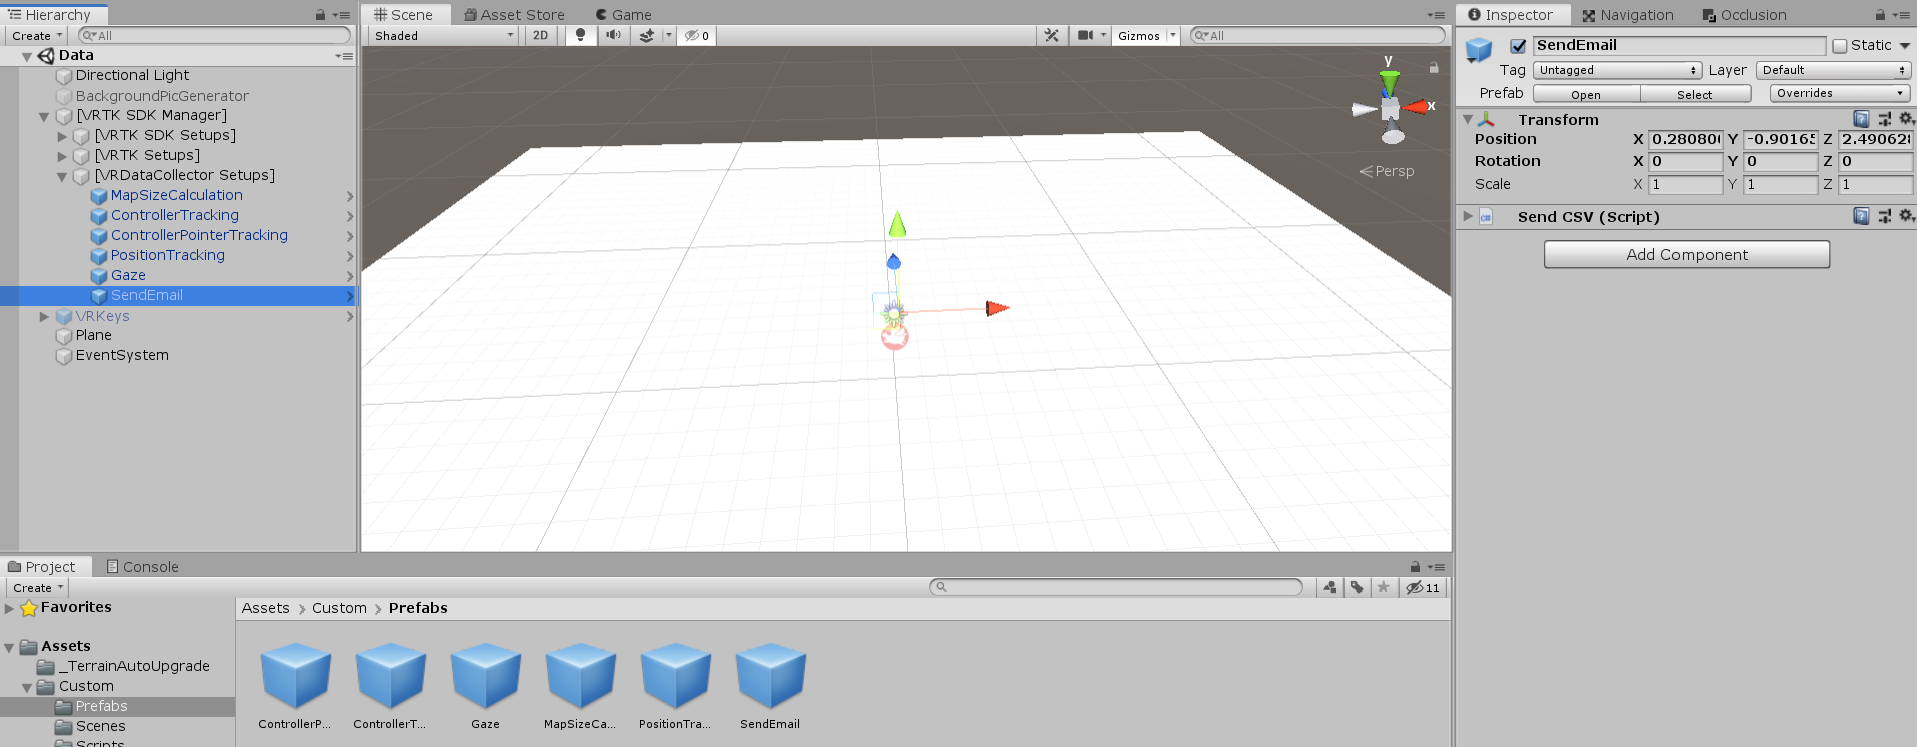 Hierarchy
Create
All
Data
Directional Light
BackgroundPicGenerator
[VRTK SDK Manager]
[VRTK SDK Setups]
[VRTK Setups]
[VRDataCollector Setups]
MapSizeCalculation
ControllerTracking
ControllerPointerTracking
PositionTracking
Gaze
SendEmail
VRKeys
Plane
EventSystem
Scene
Asset Store
Game
Shaded
2D
0
Gizmos
All
y
x
Persp
Inspector
Navigation
Occlusion
SendEmail
Static
Tag Untagged
Layer Default
Prefab Open Select Overrides
Transform
Position X 0.28080 Y -0.9016 Z 2.49062
Rotation X 0 Y 0 Z 0
Scale X 1 Y 1 Z 1
Send CSV (Script)
Add Component
Project
Console
Create
11
Favorites
Assets
_TerrainAutoUpgrade
Custom
Prefabs
Scenes
Scripts
Assets > Custom > Prefabs
ControllerP...
ControllerT...
Gaze
MapSizeCa...
PositionTra...
SendEmail